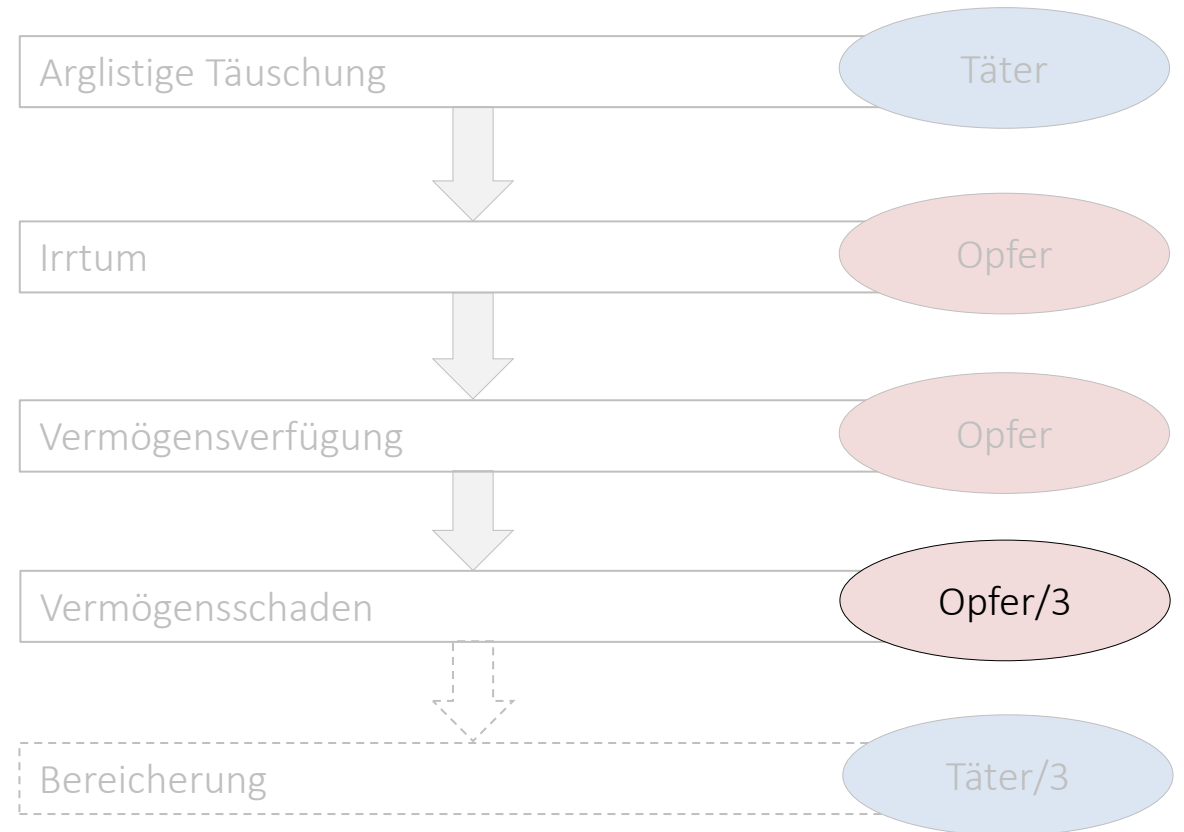 Arglistige Täuschung
Täter
Irrtum
Opfer
Vermögensverfügung
Opfer
Vermögensschaden
Opfer/3
Bereicherung
Täter/3